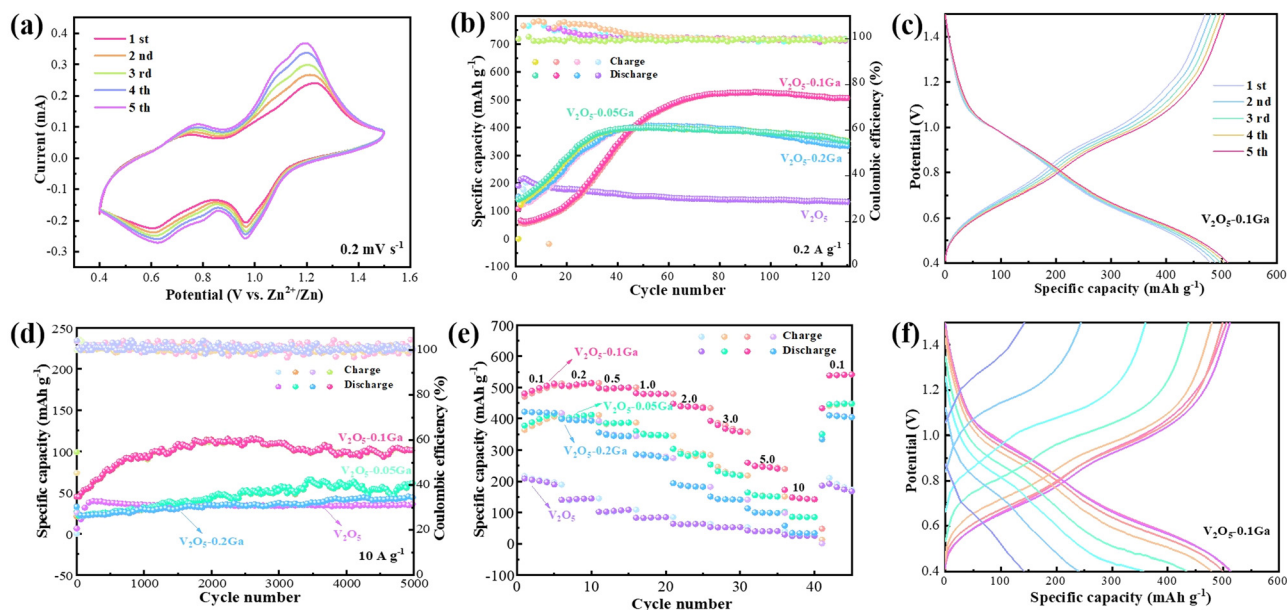 (a)
1 st
2 nd
3 rd
4 th
5 th
0.2 mV s⁻¹
Current (mA)
0.4
0.3
0.2
0.1
0.0
-0.1
-0.2
-0.3
0.4 0.6 0.8 1.0 1.2 1.4 1.6
Potential (V vs. Zn²⁺/Zn)
(b)
Charge
Discharge
V₂O₅-0.1Ga
V₂O₅-0.05Ga
V₂O₅-0.2Ga
V₂O₅
0.2 A g⁻¹
Specific capacity (mAh g⁻¹)
800
700
600
500
400
300
200
100
0
-100
Coulombic efficiency (%)
100
80
60
40
20
0
0 20 40 60 80 100 120
Cycle number
(c)
1 st
2 nd
3 rd
4 th
5 th
V₂O₅-0.1Ga
Potential (V)
1.4
1.2
1.0
0.8
0.6
0.4
0 100 200 300 400 500 600
Specific capacity (mAh g⁻¹)
(d)
Charge
Discharge
V₂O₅-0.1Ga
V₂O₅-0.05Ga
V₂O₅-0.2Ga
V₂O₅
10 A g⁻¹
Specific capacity (mAh g⁻¹)
250
200
150
100
50
0
-50
Coulombic efficiency (%)
100
80
60
40
20
0
0 1000 2000 3000 4000 5000
Cycle number
(e)
Charge
Discharge
V₂O₅-0.1Ga
0.1
0.2
0.5
1.0
2.0
3.0
5.0
10
0.1
V₂O₅-0.05Ga
V₂O₅-0.2Ga
V₂O₅
Specific capacity (mAh g⁻¹)
700
600
500
400
300
200
100
0
-100
0 10 20 30 40
Cycle number
(f)
V₂O₅-0.1Ga
Potential (V)
1.4
1.2
1.0
0.8
0.6
0.4
0 100 200 300 400 500 600
Specific capacity (mAh g⁻¹)